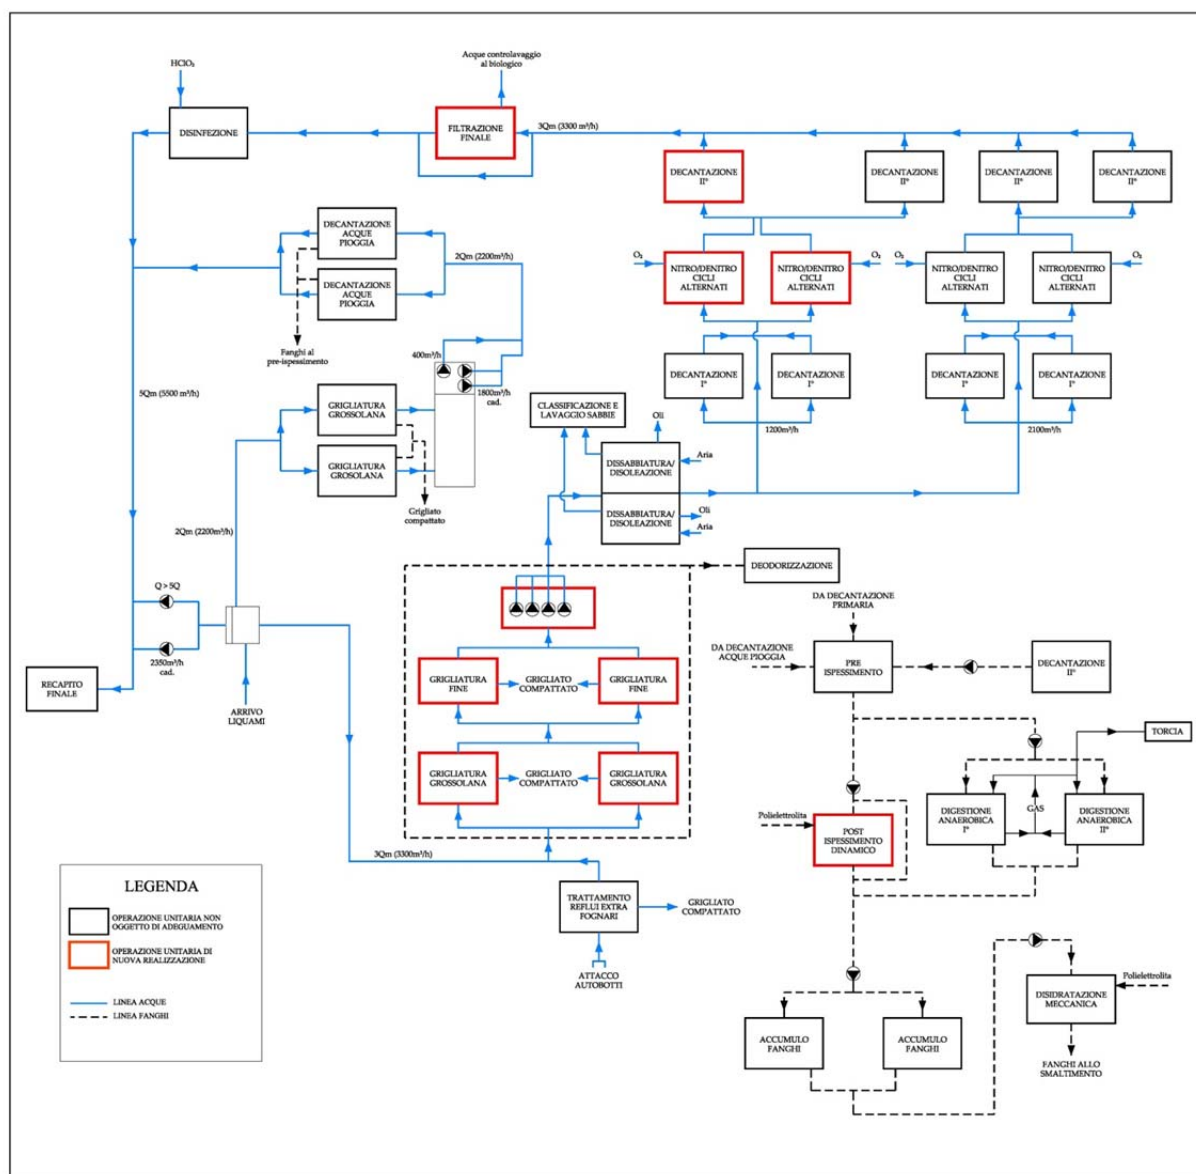 Acque controlavaggio
al biologico
HClO₂
DISINFEZIONE
FILTRAZIONE
FINALE
3Qm (3300 m³/h)
DECANTAZIONE
II°
DECANTAZIONE
II°
DECANTAZIONE
II°
DECANTAZIONE
II°
DECANTAZIONE
ACQUE
PIOGGIA
2Qm (2200m³/h)
DECANTAZIONE
ACQUE
PIOGGIA
O₂
NITRO/DENITRO
CICLI
ALTERNATI
NITRO/DENITRO
CICLI
ALTERNATI
O₂
O₂
NITRO/DENITRO
CICLI
ALTERNATI
NITRO/DENITRO
CICLI
ALTERNATI
O₂
Fanghi al
pre-ispessimento
400m³/h
1800m³/h
cad.
5Qm (5500 m³/h)
DECANTAZIONE
I°
DECANTAZIONE
I°
1200m³/h
DECANTAZIONE
I°
DECANTAZIONE
I°
2100m³/h
GRIGLIATURA
GROSSOLANA
GRIGLIATURA
GROSOLANA
Grigliato
compattato
CLASSIFICAZIONE E
LAVAGGIO SABBIE
Oli
DISSABBIATURA/
DISOLEAZIONE
Aria
DISSABBIATURA/
DISOLEAZIONE
Oli
Aria
2Qm (2200m³/h)
DEODORIZZAZIONE
Q > 5Q
2350m³/h
cad.
RECAPITO
FINALE
ARRIVO
LIQUAMI
GRIGLIATURA
FINE
GRIGLIATO
COMPATTATO
GRIGLIATURA
FINE
GRIGLIATURA
GROSSOLANA
GRIGLIATO
COMPATTATO
GRIGLIATURA
GROSSOLANA
3Qm (3300m³/h)
DA DECANTAZIONE
PRIMARIA
DA DECANTAZIONE
ACQUE PIOGGIA
PRE
ISPESSIMENTO
DECANTAZIONE
II°
TORCIA
DIGESTIONE
ANAEROBICA
I°
GAS
DIGESTIONE
ANAEROBICA
II°
Polielettrolita
POST
ISPESSIMENTO
DINAMICO
TRATTAMENTO
REFLUI EXTRA
FOGNARI
GRIGLIATO
COMPATTATO
ATTACCO
AUTOBOTTI
ACCUMULO
FANGHI
ACCUMULO
FANGHI
DISIDRATAZIONE
MECCANICA
Polielettrolita
FANGHI ALLO
SMALTIMENTO
LEGENDA
OPERAZIONE UNITARIA NON
OGGETTO DI ADEGUAMENTO
OPERAZIONE UNITARIA DI
NUOVA REALIZZAZIONE
LINEA ACQUE
LINEA FANGHI